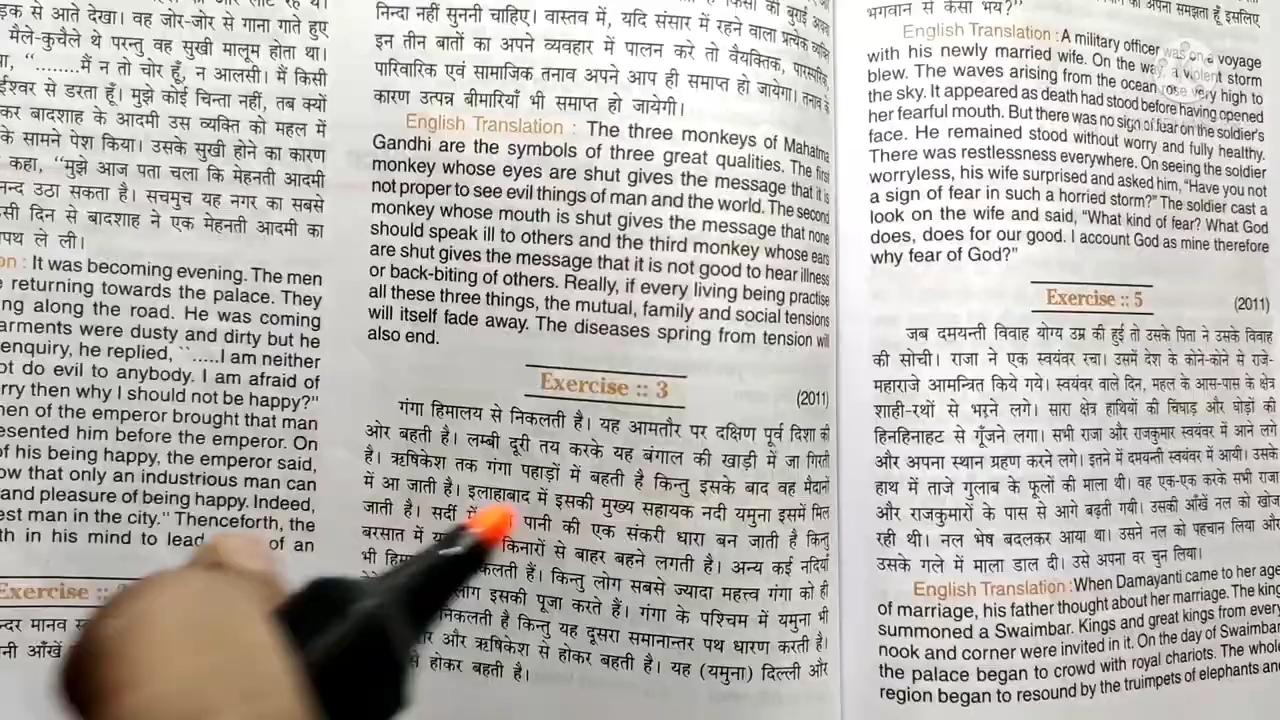 ड़क से आते देखा। वह जोर-जोर से गाना गाते हुए
मैले-कुचैले थे परन्तु वह सुखी मालूम होता था।
"........मैं न तो चोर हूँ, न आलसी। मैं किसी
ईश्वर से डरता हूँ। मुझे कोई चिन्ता नहीं, तब क्यों
कर बादशाह के आदमी उस व्यक्ति को महल में
के सामने पेश किया। उसके सुखी होने का कारण
कहा, "मुझे आज पता चला कि मेहनती आदमी
नन्द उठा सकता है। सचमुच यह नगर का सबसे
सी दिन से बादशाह ने एक मेहनती आदमी का
पथ ले ली।
on : It was becoming evening. The men
returning towards the palace. They
ng along the road. He was coming
arments were dusty and dirty but he
enquiry, he replied, ``.....I am neither
ot do evil to anybody. I am afraid of
rry then why I should not be happy?"
en of the emperor brought that man
esented him before the emperor. On
of his being happy, the emperor said,
ow that only an industrious man can
and pleasure of being happy. Indeed,
est man in the city." Thenceforth, the
th in his mind to lead of an
Exercise ::
न्दर मानव
नी आँखें
निन्दा नहीं सुननी चाहिए। वास्तव में, यदि संसार में रहने वाला प्रत्येक व्यक्ति
इन तीन बातों का अपने व्यवहार में पालन करे तो वैयक्तिक, पारस्परिक,
पारिवारिक एवं सामाजिक तनाव अपने आप ही समाप्त हो जायेगा। तनाव के
कारण उत्पन्न बीमारियाँ भी समाप्त हो जायेगी।
English Translation : The three monkeys of Mahatma
Gandhi are the symbols of three great qualities. The first
monkey whose eyes are shut gives the message that it is
not proper to see evil things of man and the world. The second
monkey whose mouth is shut gives the message that none
should speak ill to others and the third monkey whose ears
are shut gives the message that it is not good to hear illness
or back-biting of others. Really, if every living being practise
all these three things, the mutual, family and social tensions
will itself fade away. The diseases spring from tension will
also end.
Exercise :: 3
(2011)
गंगा हिमालय से निकलती है। यह आमतौर पर दक्षिण पूर्व दिशा की
ओर बहती है। लम्बी दूरी तय करके यह बंगाल की खाड़ी में जा गिरती
है। ऋषिकेश तक गंगा पहाड़ों में बहती है किन्तु इसके बाद वह मैदानों
में आ जाती है। इलाहाबाद में इसकी मुख्य सहायक नदी यमुना इसमें मिल
जाती है। सर्दी में पानी की एक संकरी धारा बन जाती है किन्तु
बरसात में किनारों से बाहर बहने लगती है। अन्य कई नदियाँ
भी निकलती हैं। किन्तु लोग सबसे ज्यादा महत्व गंगा को ही
लोग इसकी पूजा करते हैं। गंगा के पश्चिम में यमुना भी
निकलती है किन्तु यह दूसरा समानान्तर पथ धारण करती है।
और ऋषिकेश से होकर बहती है। यह (यमुना) दिल्ली और
से होकर बहती है।
भगवान से कैसा भय?"
English Translation : A military officer was on a voyage
with his newly married wife. On the way, a violent storm
blew. The waves arising from the ocean rose very high to
the sky. It appeared as death had stood before having opened
her fearful mouth. But there was no sign of fear on the soldier's
face. He remained stood without worry and fully healthy.
There was restlessness everywhere. On seeing the soldier
worryless, his wife surprised and asked him, "Have you not
a sign of fear in such a horried storm?" The soldier cast a
look on the wife and said, "What kind of fear? What God
does, does for our good. I account God as mine therefore
why fear of God?"
Exercise :: 5
(2011)
जब दमयन्ती विवाह योग्य उम्र की हुई तो उसके पिता ने उसके विवाह
की सोची। राजा ने एक स्वयंवर रचा। उसमें देश के कोने-कोने से राजे-
महाराजे आमन्त्रित किये गये। स्वयंवर वाले दिन, महल के आस-पास के क्षेत्र
शाही-रथों से भरने लगे। सारा क्षेत्र हाथियों की चिंघाड़ और घोड़ों की
हिनहिनाहट से गूँजने लगा। सभी राजा और राजकुमार स्वयंवर में आने लगे
और अपना स्थान ग्रहण करने लगे। इतने में दमयन्ती स्वयंवर में आयी। उसके
हाथ में ताजे गुलाब के फूलों की माला थी। वह एक-एक करके सभी राजा
और राजकुमारों के पास से आगे बढ़ती गयी। उसकी आँखें नल को खोज
रही थी। नल भेष बदलकर आया था। उसने नल को पहचान लिया और
उसके गले में माला डाल दी। उसे अपना वर चुन लिया।
English Translation : When Damayanti came to her age
of marriage, his father thought about her marriage. The king
summoned a Swaimbar. Kings and great kings from every
nook and corner were invited in it. On the day of Swaimbar
the palace began to crowd with royal chariots. The whole
region began to resound by the truimpets of elephants and